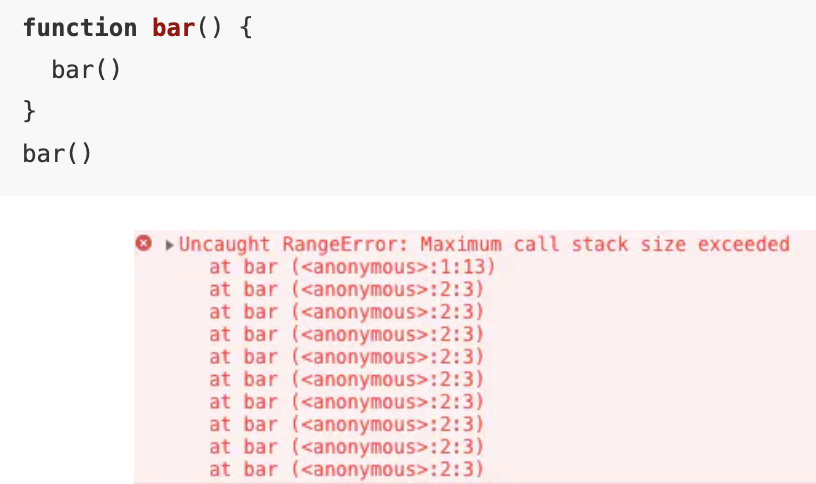 function bar() {
  bar()
}
bar()
Uncaught RangeError: Maximum call stack size exceeded
    at bar (<anonymous>:1:13)
    at bar (<anonymous>:2:3)
    at bar (<anonymous>:2:3)
    at bar (<anonymous>:2:3)
    at bar (<anonymous>:2:3)
    at bar (<anonymous>:2:3)
    at bar (<anonymous>:2:3)
    at bar (<anonymous>:2:3)
    at bar (<anonymous>:2:3)
    at bar (<anonymous>:2:3)